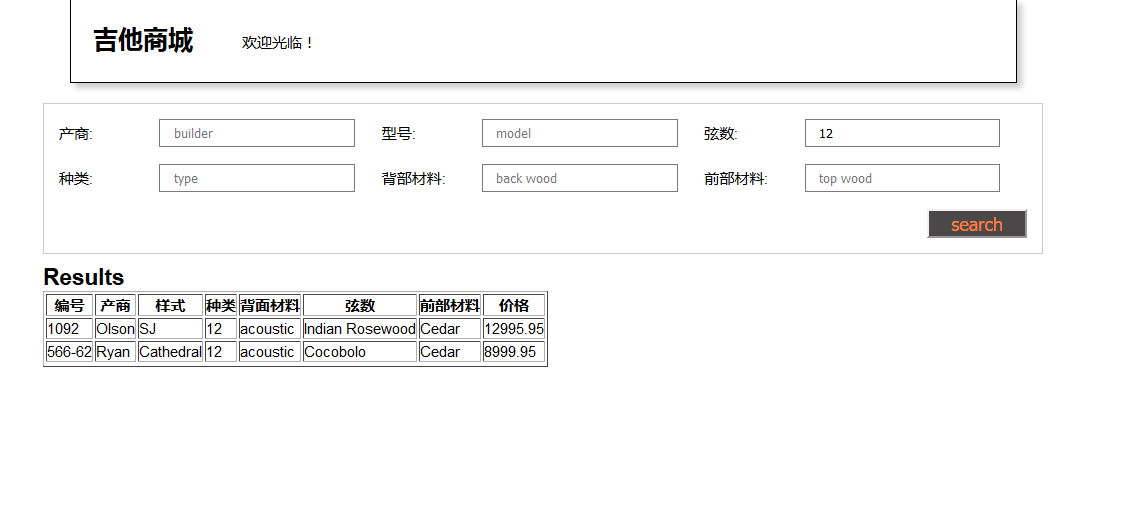 吉他商城 欢迎光临！
产商: builder 型号: model 弦数: 12
种类: type 背部材料: back wood 前部材料: top wood
search
Results
编号 产商 样式 种类 背面材料 弦数 前部材料 价格
1092 Olson SJ 12 acoustic Indian Rosewood Cedar 12995.95
566-62 Ryan Cathedral 12 acoustic Cocobolo Cedar 8999.95